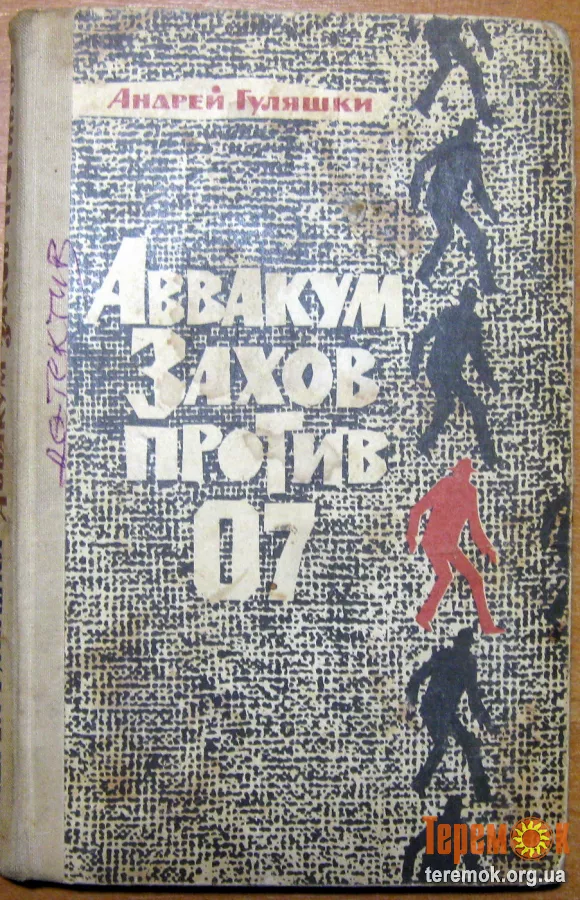 АНДРЕЙ ГУЛЯШКИ
АВВАКУМ
ЗАХОВ
ПРОТИВ
07
детектив
Теремок
teremok.org.ua